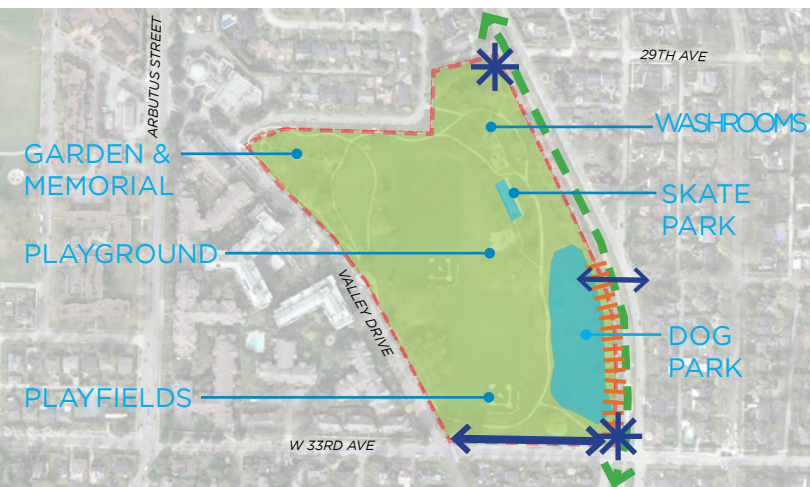 ARBUTUS STREET
29TH AVE
WASHROOMS
GARDEN &
MEMORIAL
SKATE
PARK
PLAYGROUND
VALLEY DRIVE
DOG
PARK
PLAYFIELDS
W 33RD AVE